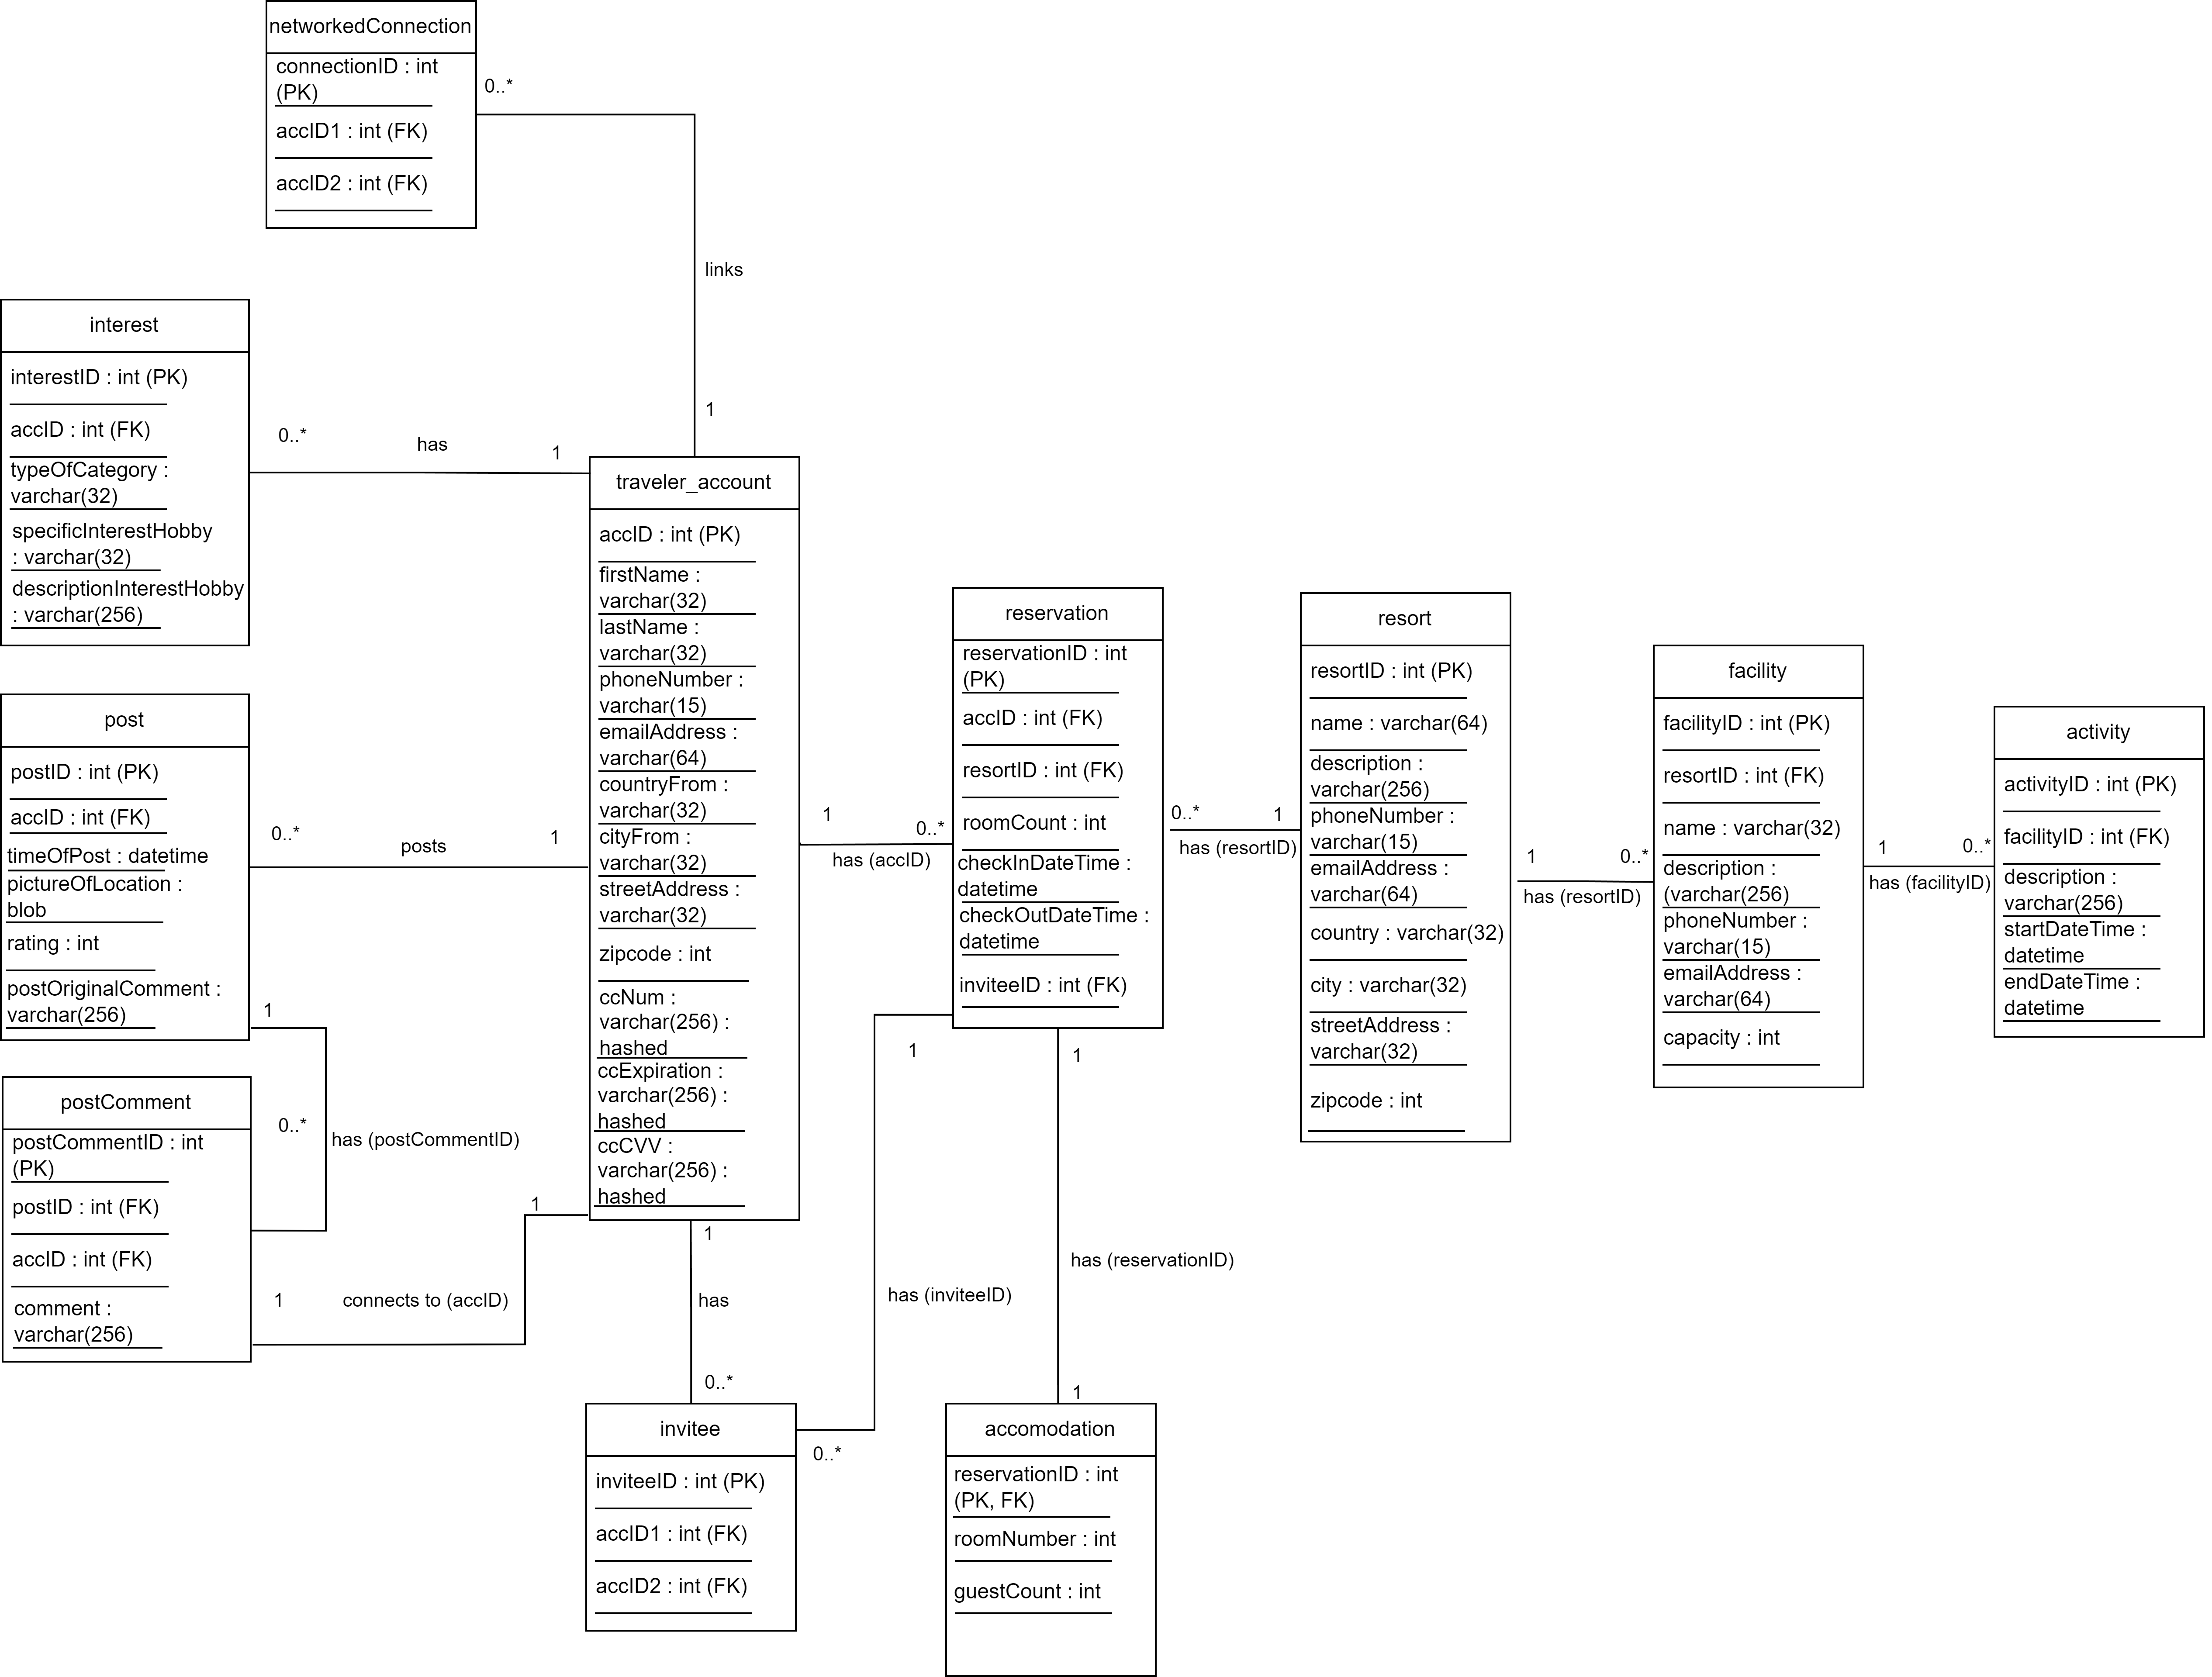 networkedConnection
connectionID : int
(PK)
accID1 : int (FK)
accID2 : int (FK)
0..*
links
1
interest
interestID : int (PK)
accID : int (FK)
typeOfCategory :
varchar(32)
specificInterestHobby
: varchar(32)
descriptionInterestHobby
: varchar(256)
0..*
has
1
post
postID : int (PK)
accID : int (FK)
timeOfPost : datetime
pictureOfLocation :
blob
rating : int
postOriginalComment :
varchar(256)
0..*
posts
1
1
0..*
has (postCommentID)
postComment
postCommentID : int
(PK)
postID : int (FK)
accID : int (FK)
comment :
varchar(256)
1
connects to (accID)
1
traveler_account
accID : int (PK)
firstName :
varchar(32)
lastName :
varchar(32)
phoneNumber :
varchar(15)
emailAddress :
varchar(64)
countryFrom :
varchar(32)
cityFrom :
varchar(32)
streetAddress :
varchar(32)
zipcode : int
ccNum :
varchar(256) :
hashed
ccExpiration :
varchar(256) :
hashed
ccCVV :
varchar(256) :
hashed
1
has
0..*
invitee
inviteeID : int (PK)
accID1 : int (FK)
accID2 : int (FK)
0..*
has (inviteeID)
1
1
0..*
has (accID)
reservation
reservationID : int
(PK)
accID : int (FK)
resortID : int (FK)
roomCount : int
checkInDateTime :
datetime
checkOutDateTime :
datetime
inviteeID : int (FK)
1
has (reservationID)
1
accomodation
reservationID : int
(PK, FK)
roomNumber : int
guestCount : int
0..*
1
has (resortID)
resort
resortID : int (PK)
name : varchar(64)
description :
varchar(256)
phoneNumber :
varchar(15)
emailAddress :
varchar(64)
country : varchar(32)
city : varchar(32)
streetAddress :
varchar(32)
zipcode : int
1
0..*
has (resortID)
facility
facilityID : int (PK)
resortID : int (FK)
name : varchar(32)
description :
(varchar(256)
phoneNumber :
varchar(15)
emailAddress :
varchar(64)
capacity : int
1
0..*
has (facilityID)
activity
activityID : int (PK)
facilityID : int (FK)
description :
varchar(256)
startDateTime :
datetime
endDateTime :
datetime